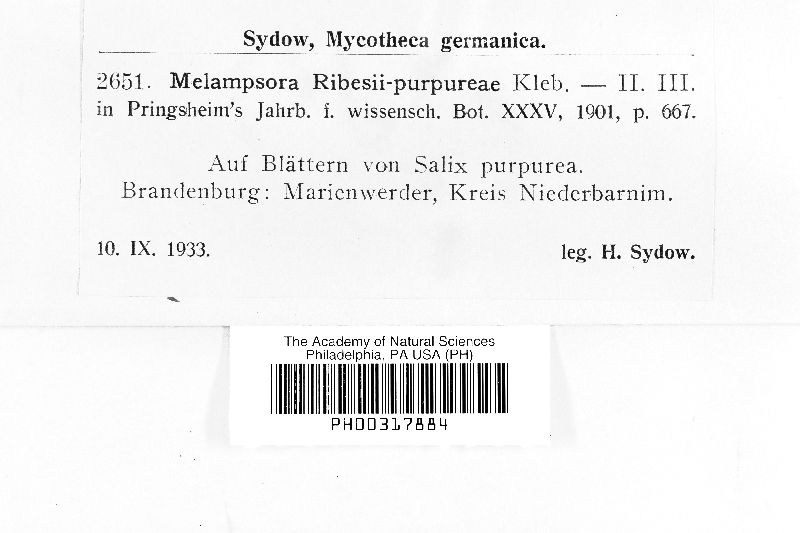 Sydow, Mycotheca germanica.
2651. Melampsora Ribesii-purpureae Kleb. — II. III.
in Pringsheim's Jahrb. f. wissensch. Bot. XXXV, 1901, p. 667.
Auf Blättern von Salix purpurea.
Brandenburg: Marienwerder, Kreis Niederbarnim.
10. IX. 1933. leg. H. Sydow.
The Academy of Natural Sciences
Philadelphia, PA USA (PH)
PH00317884